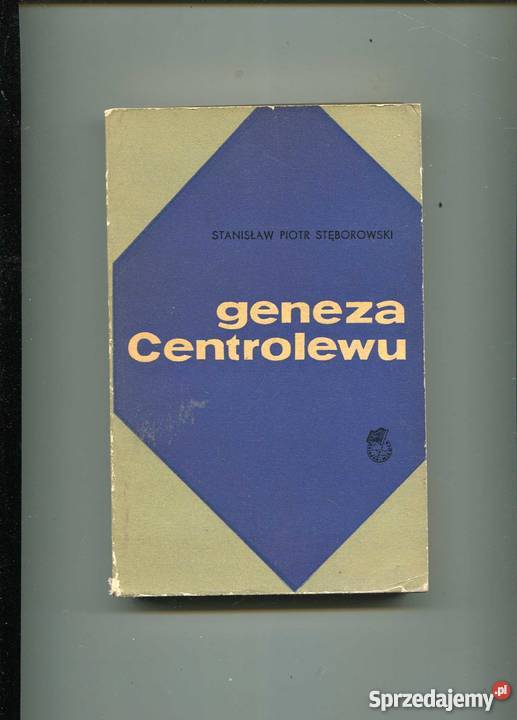 STANISŁAW PIOTR STĘBOROWSKI
geneza
Centrolewu
Sprzedajemy.pl